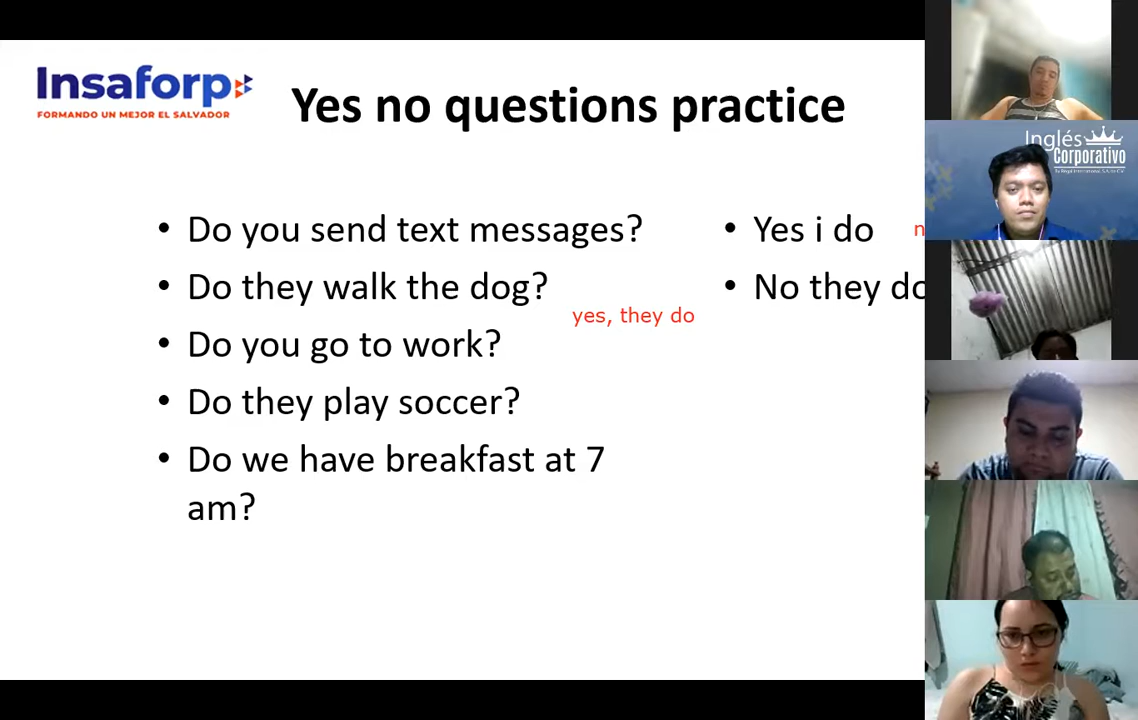 Insaforp
FORMANDO UN MEJOR EL SALVADOR
Yes no questions practice
• Do you send text messages?
• Do they walk the dog?
yes, they do
• Do you go to work?
• Do they play soccer?
• Do we have breakfast at 7
am?
• Yes i do
• No they do
Inglés
Corporativo